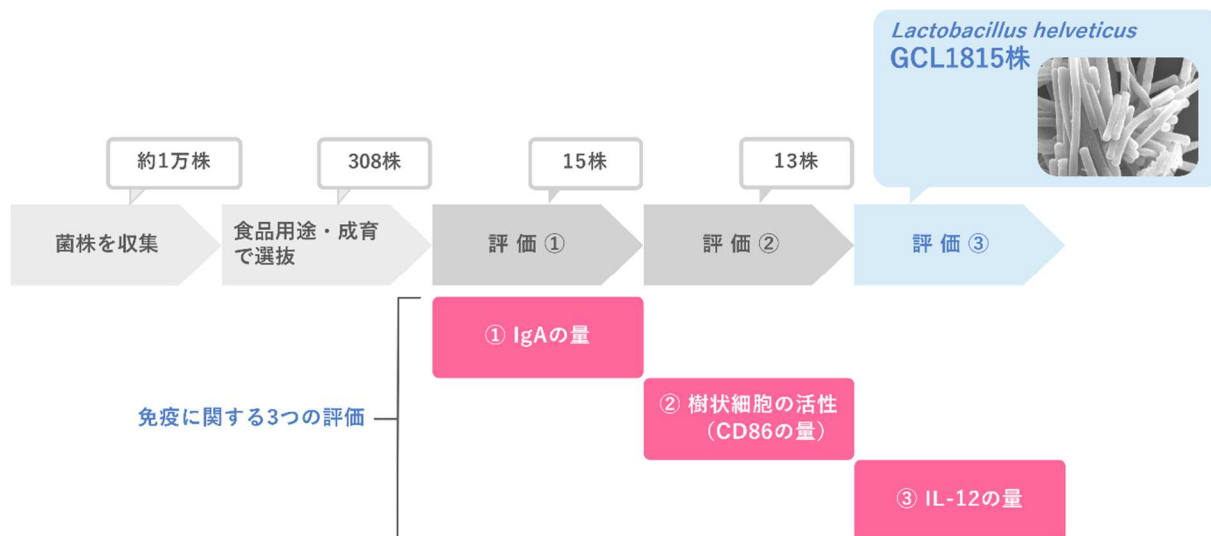 Lactobacillus helveticus
GCL1815株
約1万株
308株
15株
13株
菌株を収集
食品用途・成育
で選抜
評 価 ①
評 価 ②
評 価 ③
① IgAの量
② 樹状細胞の活性
（CD86の量）
免疫に関する3つの評価
③ IL-12の量